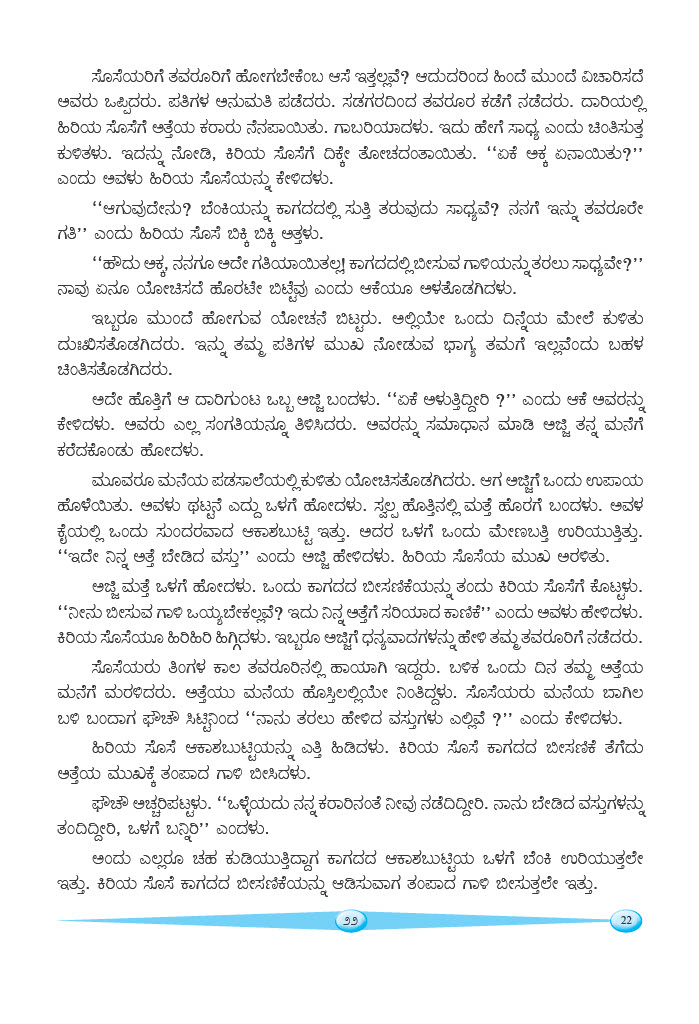 ಸೊಸೆಯರಿಗೆ ತವರೂರಿಗೆ ಹೋಗಬೇಕೆಂಬ ಆಸೆ ಇತ್ತಲ್ಲವೆ? ಆದುದರಿಂದ ಹಿಂದೆ ಮುಂದೆ ವಿಚಾರಿಸದೆ
ಅವರು ಒಪ್ಪಿದರು. ಪತಿಗಳ ಅನುಮತಿ ಪಡೆದರು. ಸಡಗರದಿಂದ ತವರೂರ ಕಡೆಗೆ ನಡೆದರು. ದಾರಿಯಲ್ಲಿ
ಹಿರಿಯ ಸೊಸೆಗೆ ಅತ್ತೆಯ ಕರಾರು ನೆನಪಾಯಿತು. ಗಾಬರಿಯಾದಳು. ಇದು ಹೇಗೆ ಸಾಧ್ಯ ಎಂದು ಚಿಂತಿಸುತ್ತ
ಕುಳಿತಳು. ಇದನ್ನು ನೋಡಿ, ಕಿರಿಯ ಸೊಸೆಗೆ ದಿಕ್ಕೇ ತೋಚದಂತಾಯಿತು. ‘‘ಏಕೆ ಅಕ್ಕ ಏನಾಯಿತು?’’
ಎಂದು ಅವಳು ಹಿರಿಯ ಸೊಸೆಯನ್ನು ಕೇಳಿದಳು.
‘‘ಆಗುವುದೇನು? ಬೆಂಕಿಯನ್ನು ಕಾಗದದಲ್ಲಿ ಸುತ್ತಿ ತರುವುದು ಸಾಧ್ಯವೆ? ನನಗೆ ಇನ್ನು ತವರೂರೇ
ಗತಿ’’ ಎಂದು ಹಿರಿಯ ಸೊಸೆ ಬಿಕ್ಕಿ ಬಿಕ್ಕಿ ಅತ್ತಳು.
‘‘ಹೌದು ಅಕ್ಕ, ನನಗೂ ಅದೇ ಗತಿಯಾಯಿತಲ್ಲ! ಕಾಗದದಲ್ಲಿ ಬೀಸುವ ಗಾಳಿಯನ್ನು ತರಲು ಸಾಧ್ಯವೇ?’’
ನಾವು ಏನೂ ಯೋಚಿಸದೆ ಹೊರಟೇ ಬಿಟ್ಟೆವು ಎಂದು ಆಕೆಯೂ ಅಳತೊಡಗಿದಳು.
ಇಬ್ಬರೂ ಮುಂದೆ ಹೋಗುವ ಯೋಚನೆ ಬಿಟ್ಟರು. ಅಲ್ಲಿಯೇ ಒಂದು ದಿನ್ನೆಯ ಮೇಲೆ ಕುಳಿತು
ದುಃಖಿಸತೊಡಗಿದರು. ಇನ್ನು ತಮ್ಮ ಪತಿಗಳ ಮುಖ ನೋಡುವ ಭಾಗ್ಯ ತಮಗೆ ಇಲ್ಲವೆಂದು ಬಹಳ
ಚಿಂತಿಸತೊಡಗಿದರು.
ಅದೇ ಹೊತ್ತಿಗೆ ಆ ದಾರಿಗುಂಟ ಒಬ್ಬ ಅಜ್ಜಿ ಬಂದಳು. ‘‘ಏಕೆ ಅಳುತ್ತಿದ್ದೀರಿ ?’’ ಎಂದು ಆಕೆ ಅವರನ್ನು
ಕೇಳಿದಳು. ಅವರು ಎಲ್ಲ ಸಂಗತಿಯನ್ನೂ ತಿಳಿಸಿದರು. ಅವರನ್ನು ಸಮಾಧಾನ ಮಾಡಿ ಅಜ್ಜಿ ತನ್ನ ಮನೆಗೆ
ಕರೆದಕೊಂಡು ಹೋದಳು.
ಮೂವರೂ ಮನೆಯ ಪಡಸಾಲೆಯಲ್ಲಿ ಕುಳಿತು ಯೋಚಿಸತೊಡಗಿದರು. ಆಗ ಅಜ್ಜಿಗೆ ಒಂದು ಉಪಾಯ
ಹೊಳೆಯಿತು. ಅವಳು ಥಟ್ಟನೆ ಎದ್ದು ಒಳಗೆ ಹೋದಳು. ಸ್ವಲ್ಪ ಹೊತ್ತಿನಲ್ಲಿ ಮತ್ತೆ ಹೊರಗೆ ಬಂದಳು. ಅವಳ
ಕೈಯಲ್ಲಿ ಒಂದು ಸುಂದರವಾದ ಆಕಾಶಬುಟ್ಟಿ ಇತ್ತು. ಅದರ ಒಳಗೆ ಒಂದು ಮೇಣಬತ್ತಿ ಉರಿಯುತ್ತಿತ್ತು.
‘‘ಇದೇ ನಿನ್ನ ಅತ್ತೆ ಬೇಡಿದ ವಸ್ತು’’ ಎಂದು ಅಜ್ಜಿ ಹೇಳಿದಳು. ಹಿರಿಯ ಸೊಸೆಯ ಮುಖ ಅರಳಿತು.
ಅಜ್ಜಿ ಮತ್ತೆ ಒಳಗೆ ಹೋದಳು. ಒಂದು ಕಾಗದದ ಬೀಸಣಿಕೆಯನ್ನು ತಂದು ಕಿರಿಯ ಸೊಸೆಗೆ ಕೊಟ್ಟಳು.
‘‘ನೀನು ಬೀಸುವ ಗಾಳಿ ಒಯ್ಯಬೇಕಲ್ಲವೆ? ಇದು ನಿನ್ನ ಅತ್ತೆಗೆ ಸರಿಯಾದ ಕಾಣಿಕೆ’’ ಎಂದು ಅವಳು ಹೇಳಿದಳು.
ಕಿರಿಯ ಸೊಸೆಯೂ ಹಿರಿಹಿರಿ ಹಿಗ್ಗಿದಳು. ಇಬ್ಬರೂ ಅಜ್ಜಿಗೆ ಧನ್ಯವಾದಗಳನ್ನು ಹೇಳಿ ತಮ್ಮ ತವರೂರಿಗೆ ನಡೆದರು.
ಸೊಸೆಯರು ತಿಂಗಳ ಕಾಲ ತವರೂರಿನಲ್ಲಿ ಹಾಯಾಗಿ ಇದ್ದರು. ಬಳಿಕ ಒಂದು ದಿನ ತಮ್ಮ ಅತ್ತೆಯ
ಮನೆಗೆ ಮರಳಿದರು. ಅತ್ತೆಯು ಮನೆಯ ಹೊಸ್ತಿಲಲ್ಲಿಯೇ ನಿಂತಿದ್ದಳು. ಸೊಸೆಯರು ಮನೆಯ ಬಾಗಿಲ
ಬಳಿ ಬಂದಾಗ ಫೌಚೌ ಸಿಟ್ಟಿನಿಂದ ‘‘ನಾನು ತರಲು ಹೇಳಿದ ವಸ್ತುಗಳು ಎಲ್ಲಿವೆ ?’’ ಎಂದು ಕೇಳಿದಳು.
ಹಿರಿಯ ಸೊಸೆ ಆಕಾಶಬುಟ್ಟಿಯನ್ನು ಎತ್ತಿ ಹಿಡಿದಳು. ಕಿರಿಯ ಸೊಸೆ ಕಾಗದದ ಬೀಸಣಿಕೆ ತೆಗೆದು
ಅತ್ತೆಯ ಮುಖಕ್ಕೆ ತಂಪಾದ ಗಾಳಿ ಬೀಸಿದಳು.
ಫೌಚೌ ಅಚ್ಚರಿಪಟ್ಟಳು. ‘‘ಒಳ್ಳೆಯದು ನನ್ನ ಕರಾರಿನಂತೆ ನೀವು ನಡೆದಿದ್ದೀರಿ. ನಾನು ಬೇಡಿದ ವಸ್ತುಗಳನ್ನು
ತಂದಿದ್ದೀರಿ, ಒಳಗೆ ಬನ್ನಿರಿ’’ ಎಂದಳು.
ಅಂದು ಎಲ್ಲರೂ ಚಹ ಕುಡಿಯುತ್ತಿದ್ದಾಗ ಕಾಗದದ ಆಕಾಶಬುಟ್ಟಿಯ ಒಳಗೆ ಬೆಂಕಿ ಉರಿಯುತ್ತಲೇ
ಇತ್ತು. ಕಿರಿಯ ಸೊಸೆ ಕಾಗದದ ಬೀಸಣಿಕೆಯನ್ನು ಆಡಿಸುವಾಗ ತಂಪಾದ ಗಾಳಿ ಬೀಸುತ್ತಲೇ ಇತ್ತು.
೨೨
22